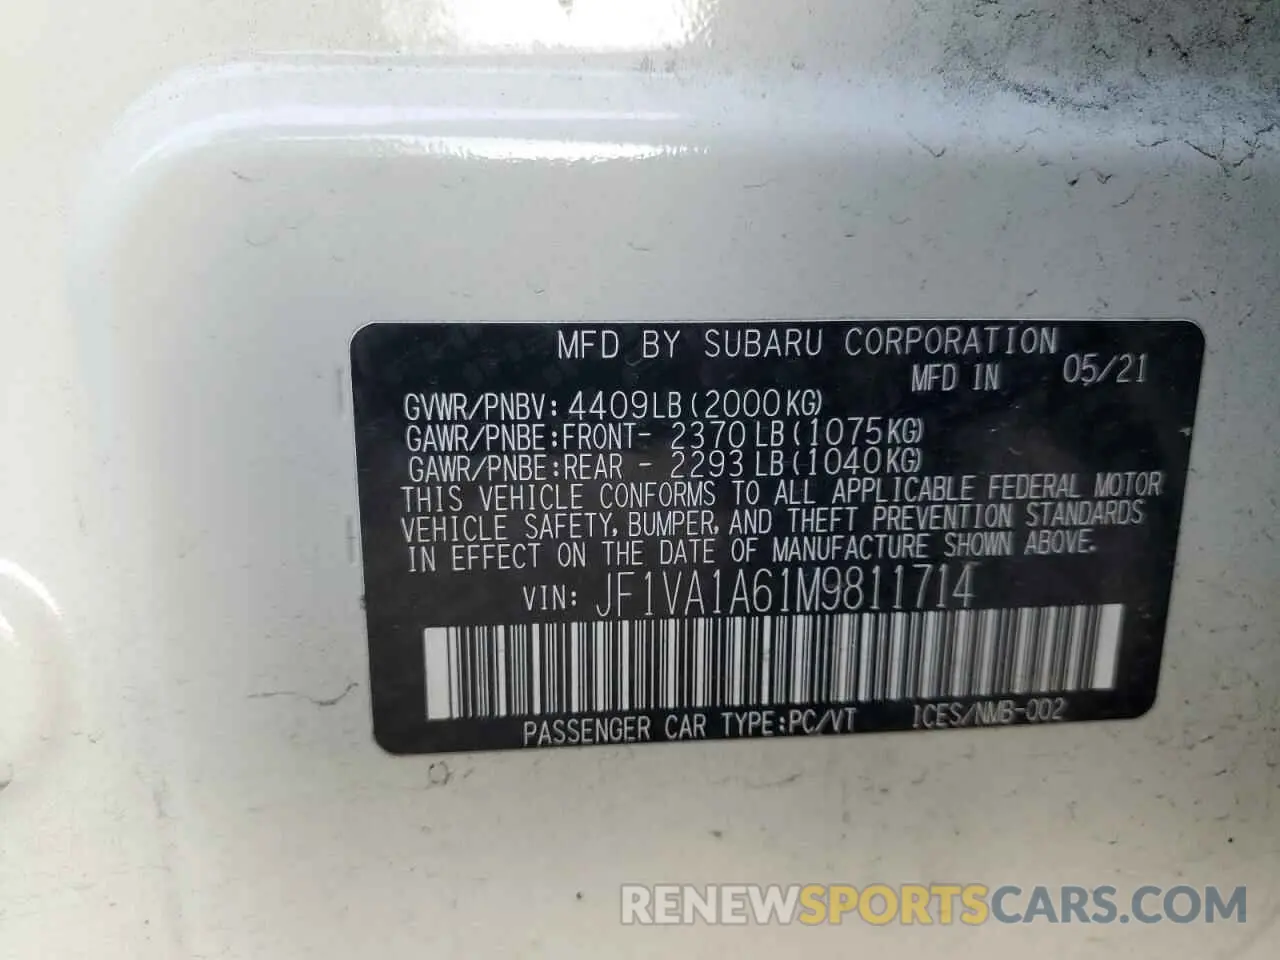 MFD BY SUBARU CORPORATION
MFD IN 05/21
GVWR/PNBV: 4409LB(2000KG)
GAWR/PNBE:FRONT- 2370LB(1075KG)
GAWR/PNBE:REAR - 2293LB(1040KG)
THIS VEHICLE CONFORMS TO ALL APPLICABLE FEDERAL MOTOR
VEHICLE SAFETY, BUMPER, AND THEFT PREVENTION STANDARDS
IN EFFECT ON THE DATE OF MANUFACTURE SHOWN ABOVE.
VIN: JF1VA1A61M9811714
PASSENGER CAR TYPE:PC/VT ICES/NMB-002
RENEWSPORTSCARS.COM